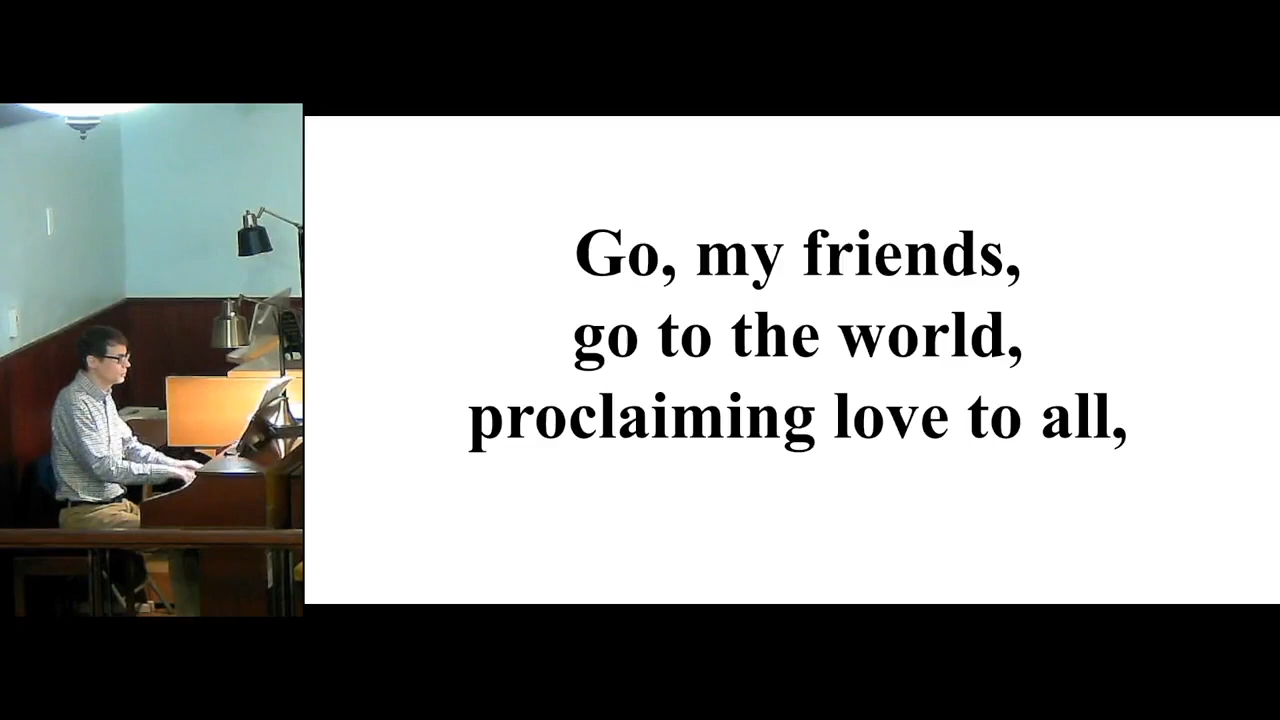 Go, my friends,
go to the world,
proclaiming love to all,